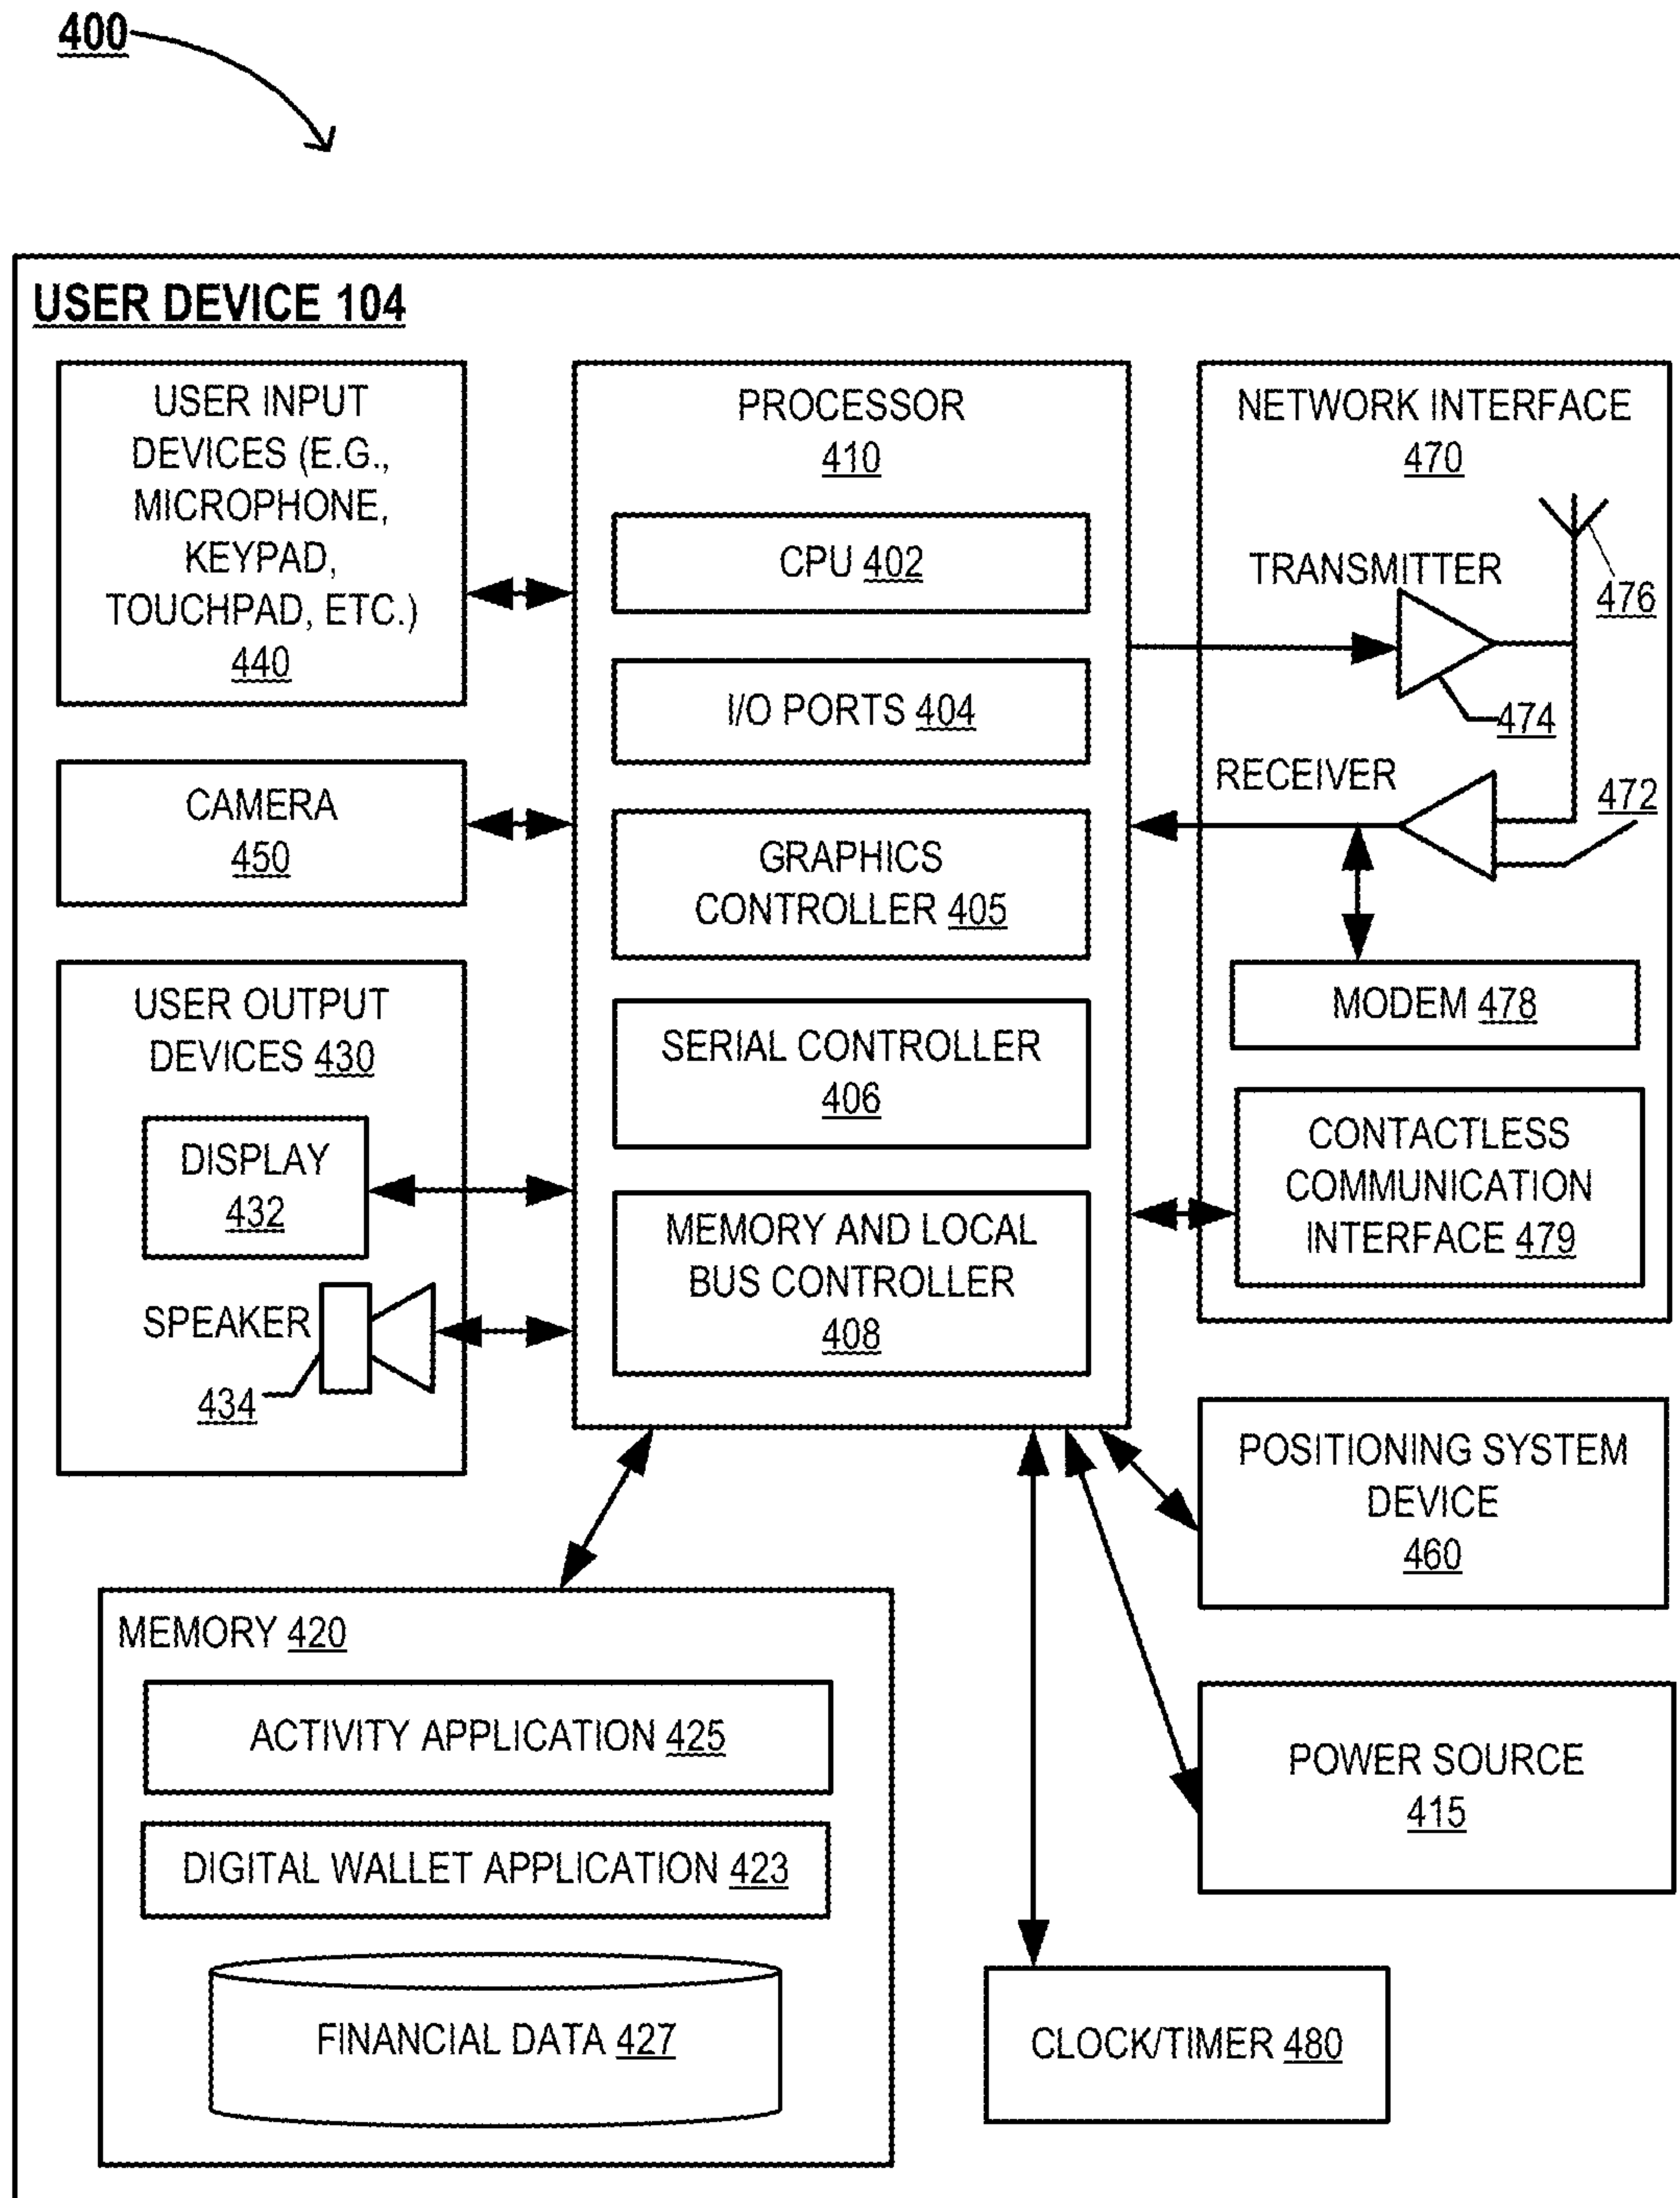 400
USER DEVICE 104
USER INPUT
DEVICES (E.G.,
MICROPHONE,
KEYPAD,
TOUCHPAD, ETC.)
440
CAMERA
450
USER OUTPUT
DEVICES 430
DISPLAY
432
SPEAKER
434
PROCESSOR
410
CPU 402
I/O PORTS 404
GRAPHICS
CONTROLLER 405
SERIAL CONTROLLER
406
MEMORY AND LOCAL
BUS CONTROLLER
408
NETWORK INTERFACE
470
TRANSMITTER
476
474
RECEIVER
472
MODEM 478
CONTACTLESS
COMMUNICATION
INTERFACE 479
POSITIONING SYSTEM
DEVICE
460
POWER SOURCE
415
CLOCK/TIMER 480
MEMORY 420
ACTIVITY APPLICATION 425
DIGITAL WALLET APPLICATION 423
FINANCIAL DATA 427